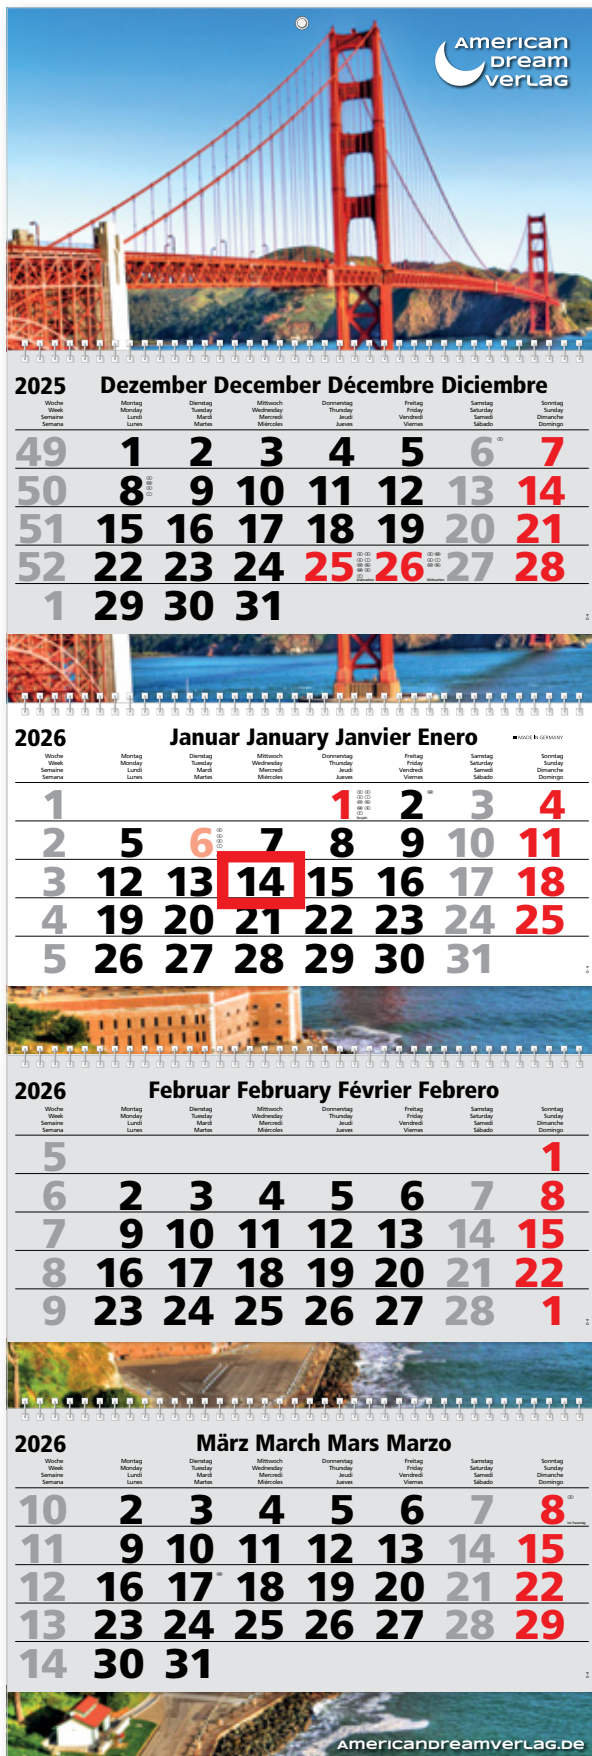 American
Dream
Verlag
2025 Dezember December Décembre Diciembre
Woche Montag Dienstag Mittwoch Donnerstag Freitag Samstag Sonntag
Week Monday Tuesday Wednesday Thursday Friday Saturday Sunday
Semaine Lundi Mardi Mercredi Jeudi Vendredi Samedi Dimanche
Semana Lunes Martes Miércoles Jueves Viernes Sábado Domingo
49 1 2 3 4 5 6 7
50 8 9 10 11 12 13 14
51 15 16 17 18 19 20 21
52 22 23 24 25 26 27 28
1 29 30 31
2026 Januar January Janvier Enero MADE IN GERMANY
Woche Montag Dienstag Mittwoch Donnerstag Freitag Samstag Sonntag
Week Monday Tuesday Wednesday Thursday Friday Saturday Sunday
Semaine Lundi Mardi Mercredi Jeudi Vendredi Samedi Dimanche
Semana Lunes Martes Miércoles Jueves Viernes Sábado Domingo
1 1 2 3 4
2 5 6 7 8 9 10 11
3 12 13 14 15 16 17 18
4 19 20 21 22 23 24 25
5 26 27 28 29 30 31
2026 Februar February Février Febrero
Woche Montag Dienstag Mittwoch Donnerstag Freitag Samstag Sonntag
Week Monday Tuesday Wednesday Thursday Friday Saturday Sunday
Semaine Lundi Mardi Mercredi Jeudi Vendredi Samedi Dimanche
Semana Lunes Martes Miércoles Jueves Viernes Sábado Domingo
5 1
6 2 3 4 5 6 7 8
7 9 10 11 12 13 14 15
8 16 17 18 19 20 21 22
9 23 24 25 26 27 28 1
2026 März March Mars Marzo
Woche Montag Dienstag Mittwoch Donnerstag Freitag Samstag Sonntag
Week Monday Tuesday Wednesday Thursday Friday Saturday Sunday
Semaine Lundi Mardi Mercredi Jeudi Vendredi Samedi Dimanche
Semana Lunes Martes Miércoles Jueves Viernes Sábado Domingo
10 2 3 4 5 6 7 8
11 9 10 11 12 13 14 15
12 16 17 18 19 20 21 22
13 23 24 25 26 27 28 29
14 30 31
americandreamverlag.de